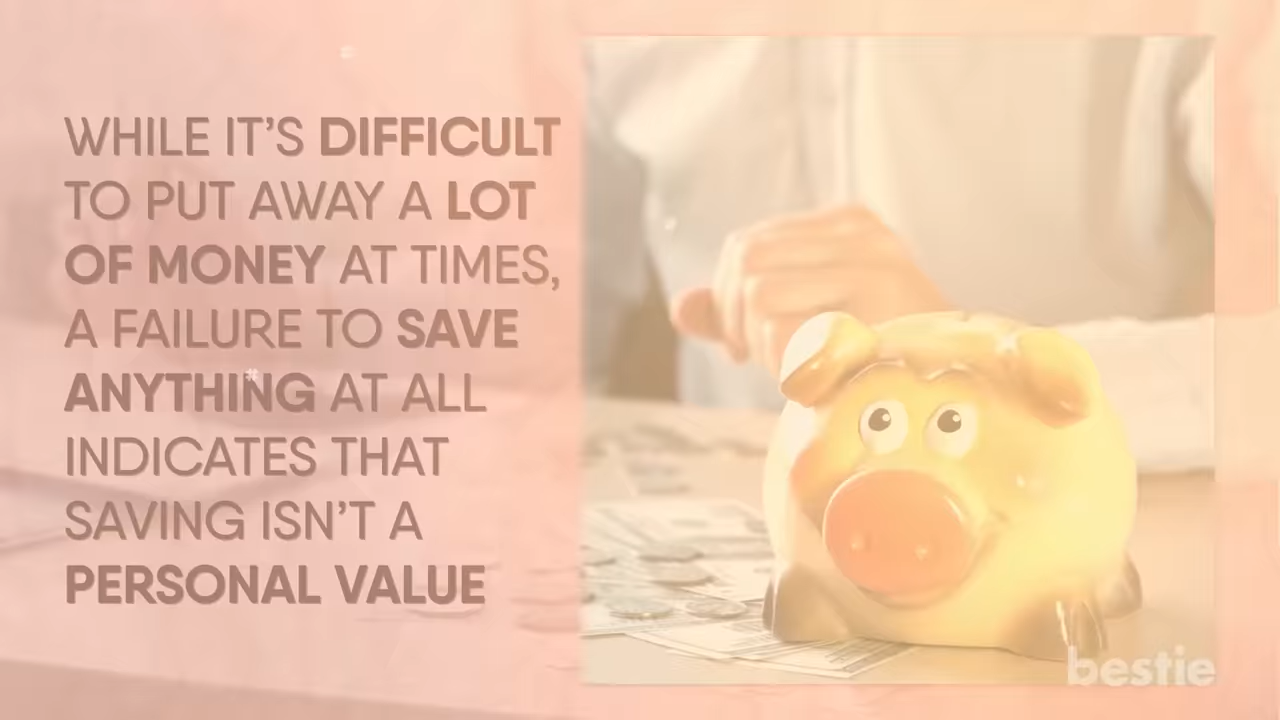 WHILE IT'S DIFFICULT
TO PUT AWAY A LOT
OF MONEY AT TIMES,
A FAILURE TO SAVE
ANYTHING AT ALL
INDICATES THAT
SAVING ISN'T A
PERSONAL VALUE
bestie